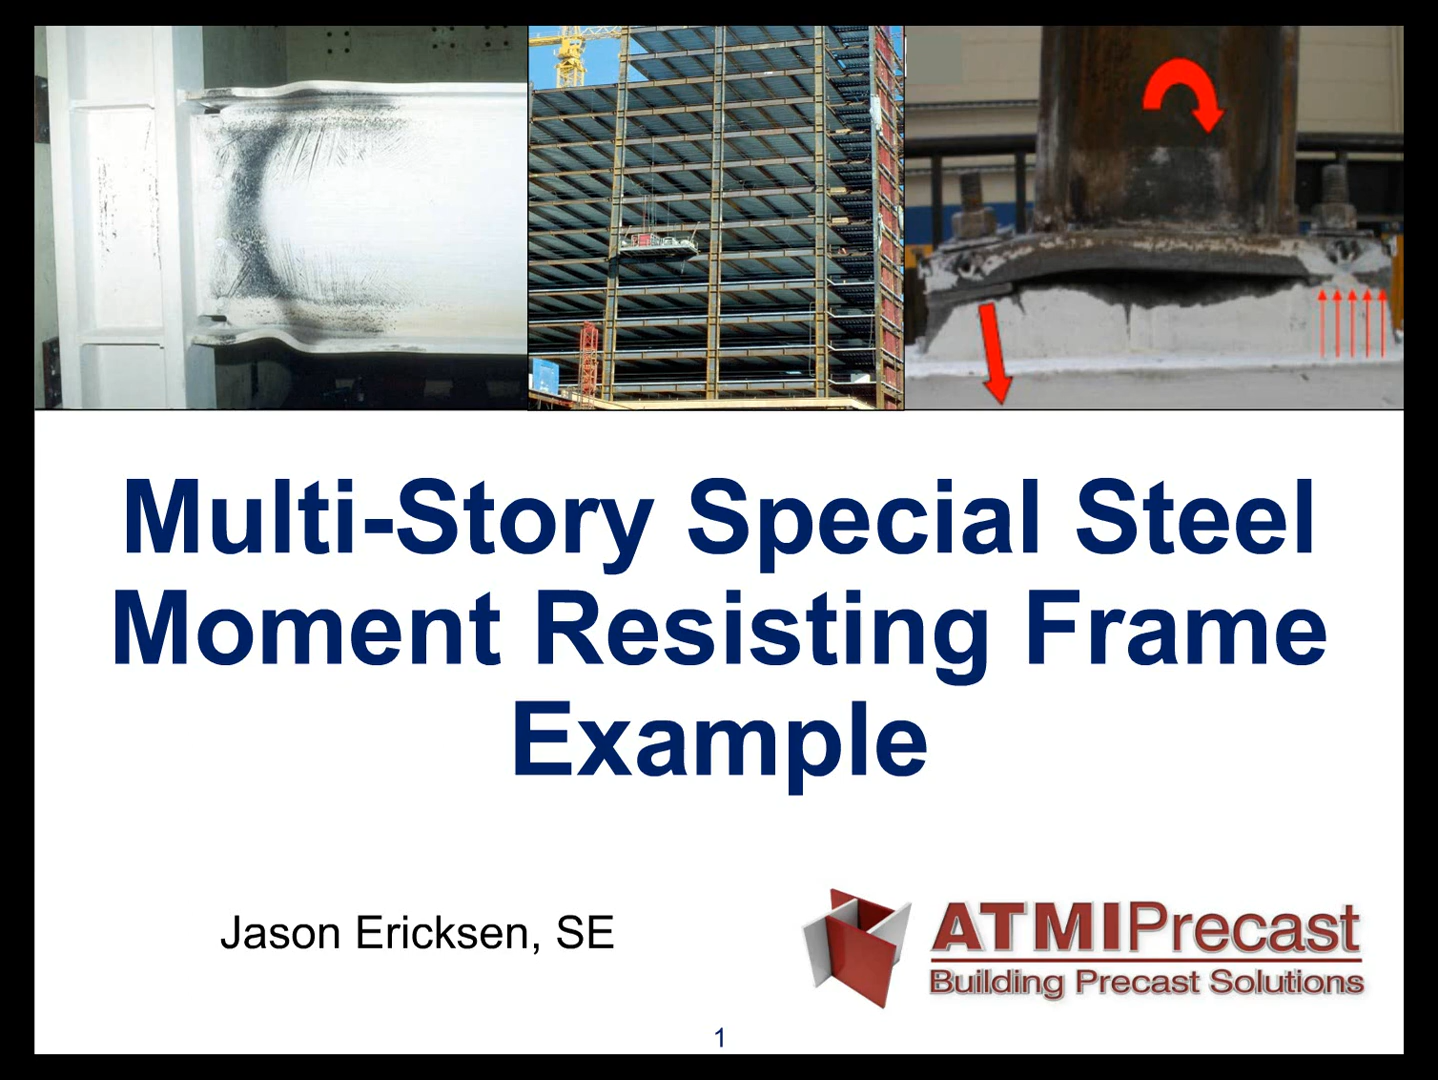 Multi-Story Special Steel
Moment Resisting Frame
Example
Jason Ericksen, SE
ATMIPrecast
Building Precast Solutions
1